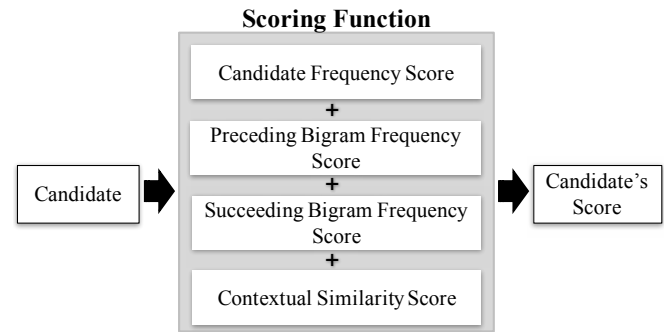 Scoring Function
Candidate Frequency Score
+
Preceding Bigram Frequency
Score
+
Succeeding Bigram Frequency
Score
+
Contextual Similarity Score
Candidate
Candidate's
Score